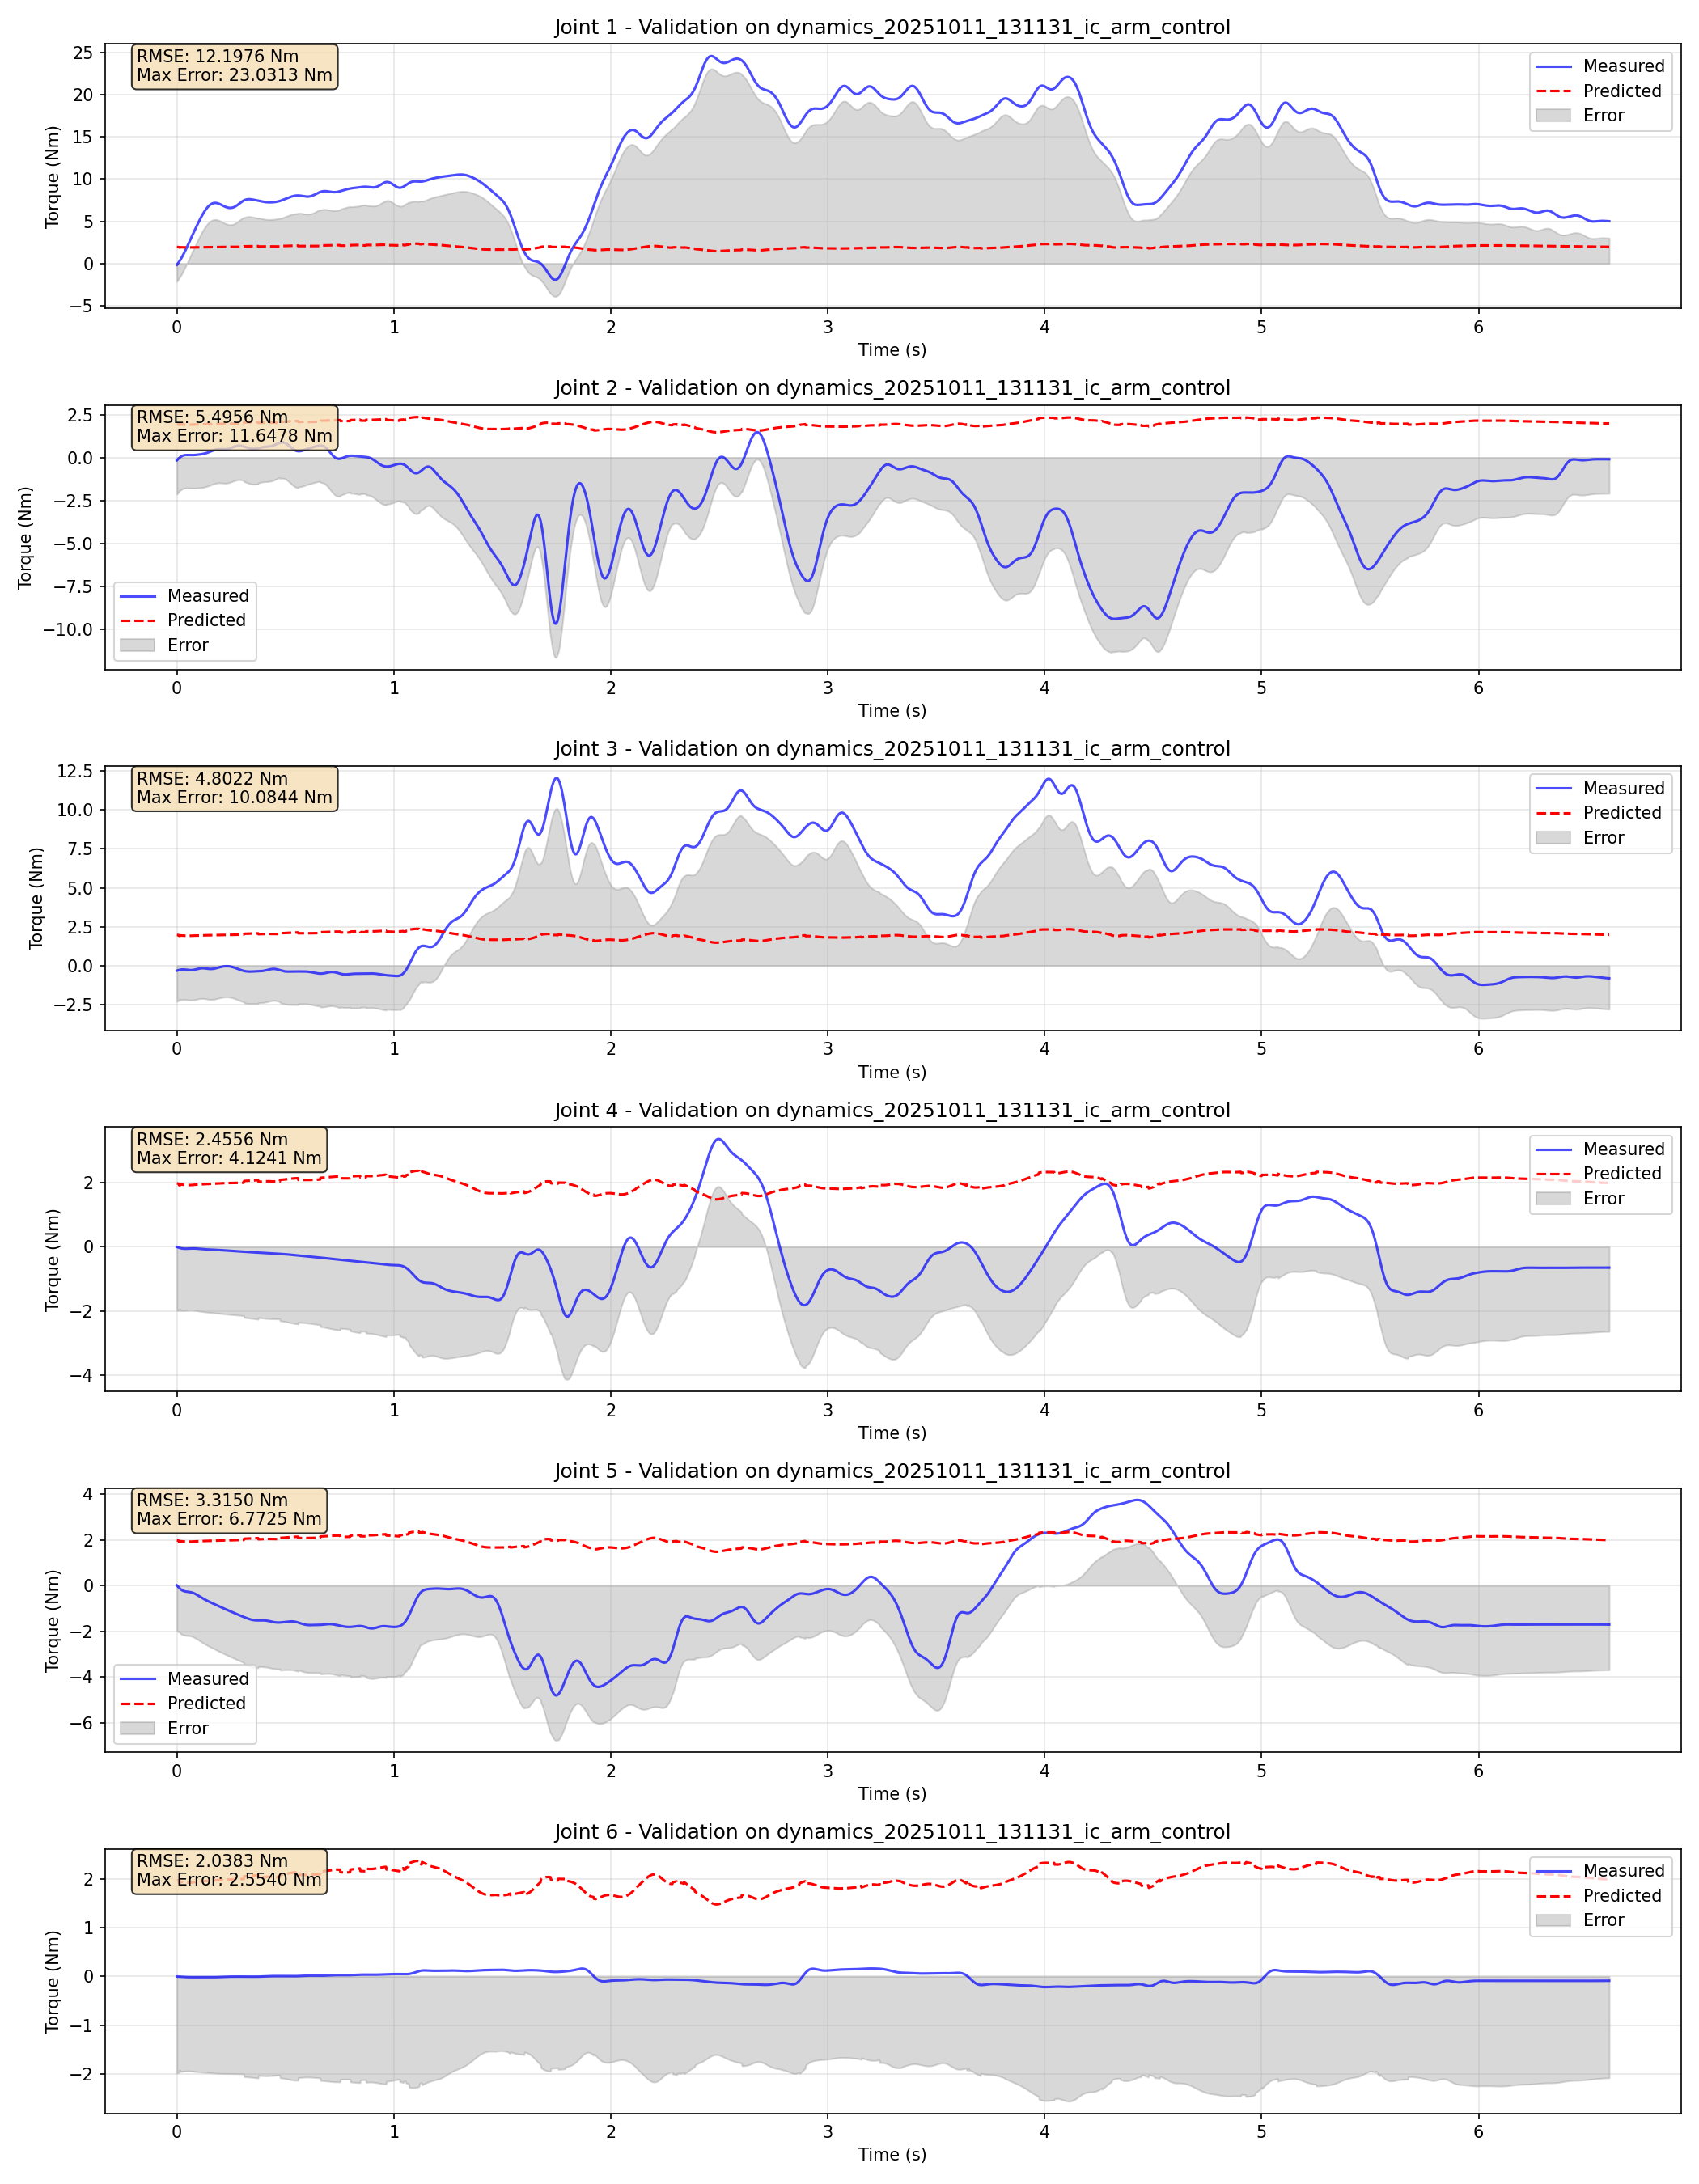 Joint 1 - Validation on dynamics_20251011_131131_ic_arm_control
RMSE: 12.1976 Nm
Max Error: 23.0313 Nm
Measured
Predicted
Error
Torque (Nm)
25
20
15
10
5
0
−5
0 1 2 3 4 5 6
Time (s)
Joint 2 - Validation on dynamics_20251011_131131_ic_arm_control
RMSE: 5.4956 Nm
Max Error: 11.6478 Nm
Measured
Predicted
Error
Torque (Nm)
2.5
0.0
−2.5
−5.0
−7.5
−10.0
0 1 2 3 4 5 6
Time (s)
Joint 3 - Validation on dynamics_20251011_131131_ic_arm_control
RMSE: 4.8022 Nm
Max Error: 10.0844 Nm
Measured
Predicted
Error
Torque (Nm)
12.5
10.0
7.5
5.0
2.5
0.0
−2.5
0 1 2 3 4 5 6
Time (s)
Joint 4 - Validation on dynamics_20251011_131131_ic_arm_control
RMSE: 2.4556 Nm
Max Error: 4.1241 Nm
Measured
Predicted
Error
Torque (Nm)
2
0
−2
−4
0 1 2 3 4 5 6
Time (s)
Joint 5 - Validation on dynamics_20251011_131131_ic_arm_control
RMSE: 3.3150 Nm
Max Error: 6.7725 Nm
Measured
Predicted
Error
Torque (Nm)
4
2
0
−2
−4
−6
0 1 2 3 4 5 6
Time (s)
Joint 6 - Validation on dynamics_20251011_131131_ic_arm_control
RMSE: 2.0383 Nm
Max Error: 2.5540 Nm
Measured
Predicted
Error
Torque (Nm)
2
1
0
−1
−2
0 1 2 3 4 5 6
Time (s)